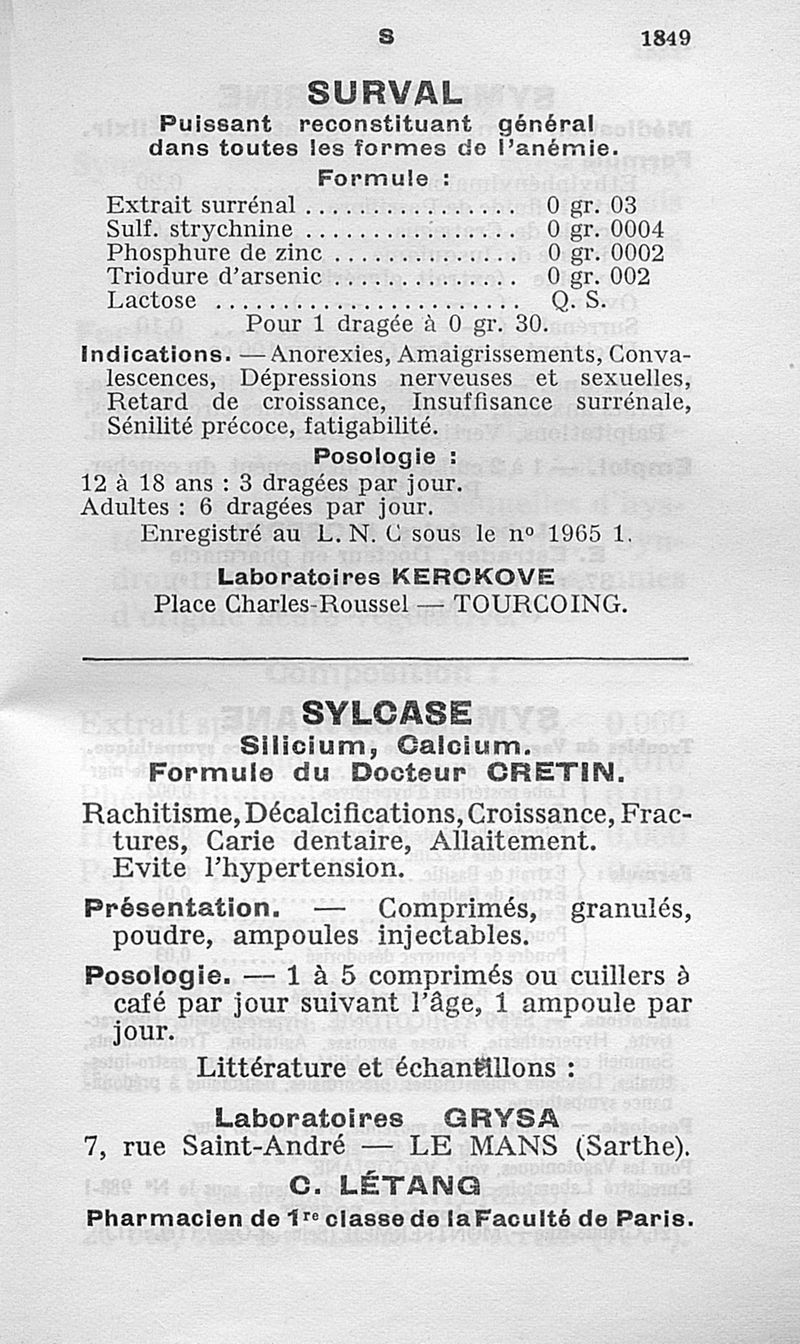 S 1849
SURVAL
Puissant reconstituant général
dans toutes les formes de l'anémie.
Formule :
Extrait surrénal ................ 0 gr. 03
Sulf. strychnine ................ 0 gr. 0004
Phosphure de zinc .............. 0 gr. 0002
Triodure d'arsenic .............. 0 gr. 002
Lactose ....................... Q. S.
Pour 1 dragée à 0 gr. 30.
Indications. — Anorexies, Amaigrissements, Conva-
lescences, Dépressions nerveuses et sexuelles,
Retard de croissance, Insuffisance surrénale,
Sénilité précoce, fatigabilité.
Posologie :
12 à 18 ans : 3 dragées par jour.
Adultes : 6 dragées par jour.
Enregistré au L. N. C sous le nº 1965 1.
Laboratoires KERCKOVE
Place Charles-Roussel — TOURCOING.
SYLCASE
Silicium, Calcium.
Formule du Docteur CRETIN.
Rachitisme, Décalcifications, Croissance, Frac-
tures, Carie dentaire, Allaitement.
Evite l'hypertension.
Présentation. — Comprimés, granulés,
poudre, ampoules injectables.
Posologie. — 1 à 5 comprimés ou cuillers à
café par jour suivant l'âge, 1 ampoule par
jour.
Littérature et échantillons :
Laboratoires GRYSA
7, rue Saint-André — LE MANS (Sarthe).
C. LÉTANG
Pharmacien de 1re classe de la Faculté de Paris.